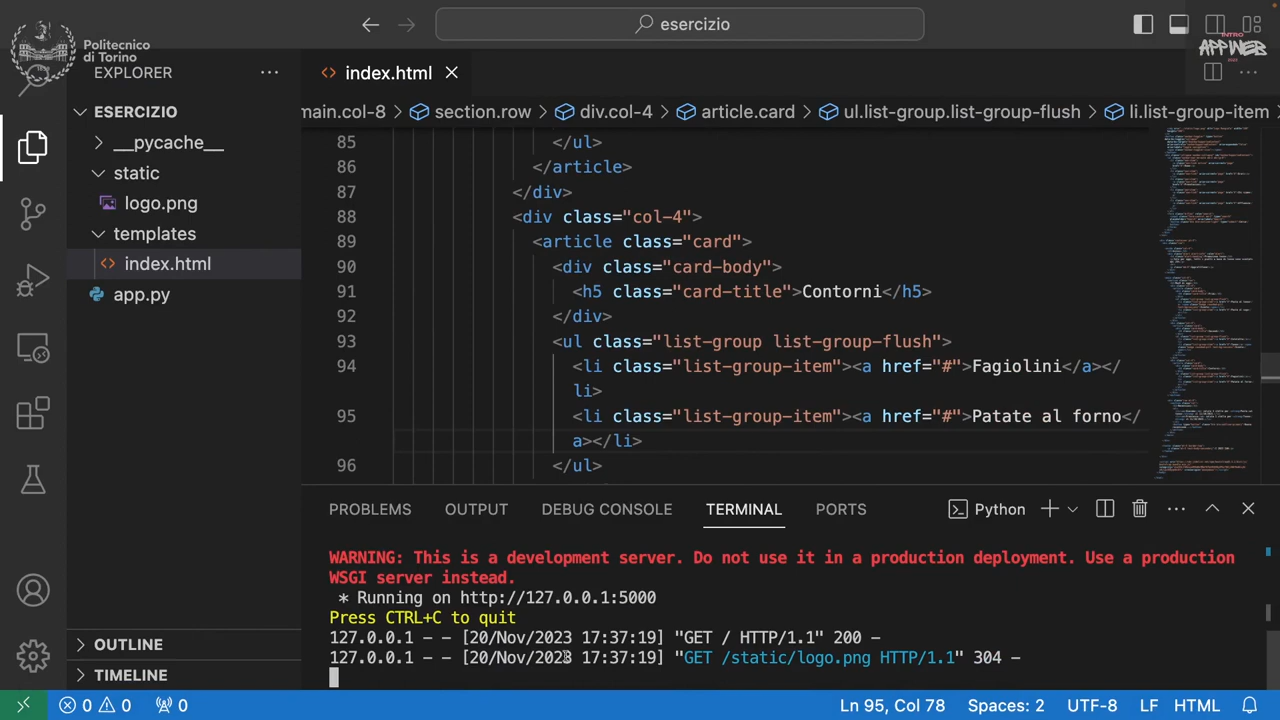 esercizio
Politecnico
di Torino
INTRO
APPIWEB
EXPLORER
index.html
ESERCIZIO
main.col-8 > section.row > div.col-4 > article.card > ul.list-group.list-group-flush > li.list-group-item
__pycache__
static
logo.png
templates
index.html
app.py
85 </ul>
86 </article>
87 </div>
88 <div class="col-4">
89 <article class="card">
90 <div class="card-body">
91 <h5 class="card-title">Contorni</h5>
92 </div>
93 <ul class="list-group list-group-flush">
94 <li class="list-group-item"><a href="#">Fagiolini</a></
li>
95 <li class="list-group-item"><a href="#">Patate al forno</
a></li>
96 </ul>
PROBLEMS OUTPUT DEBUG CONSOLE TERMINAL PORTS Python
WARNING: This is a development server. Do not use it in a production deployment. Use a production
WSGI server instead.
* Running on http://127.0.0.1:5000
Press CTRL+C to quit
127.0.0.1 - - [20/Nov/2023 17:37:19] "GET / HTTP/1.1" 200 -
127.0.0.1 - - [20/Nov/2023 17:37:19] "GET /static/logo.png HTTP/1.1" 304 -
OUTLINE
TIMELINE
0 0 0 Ln 95, Col 78 Spaces: 2 UTF-8 LF HTML